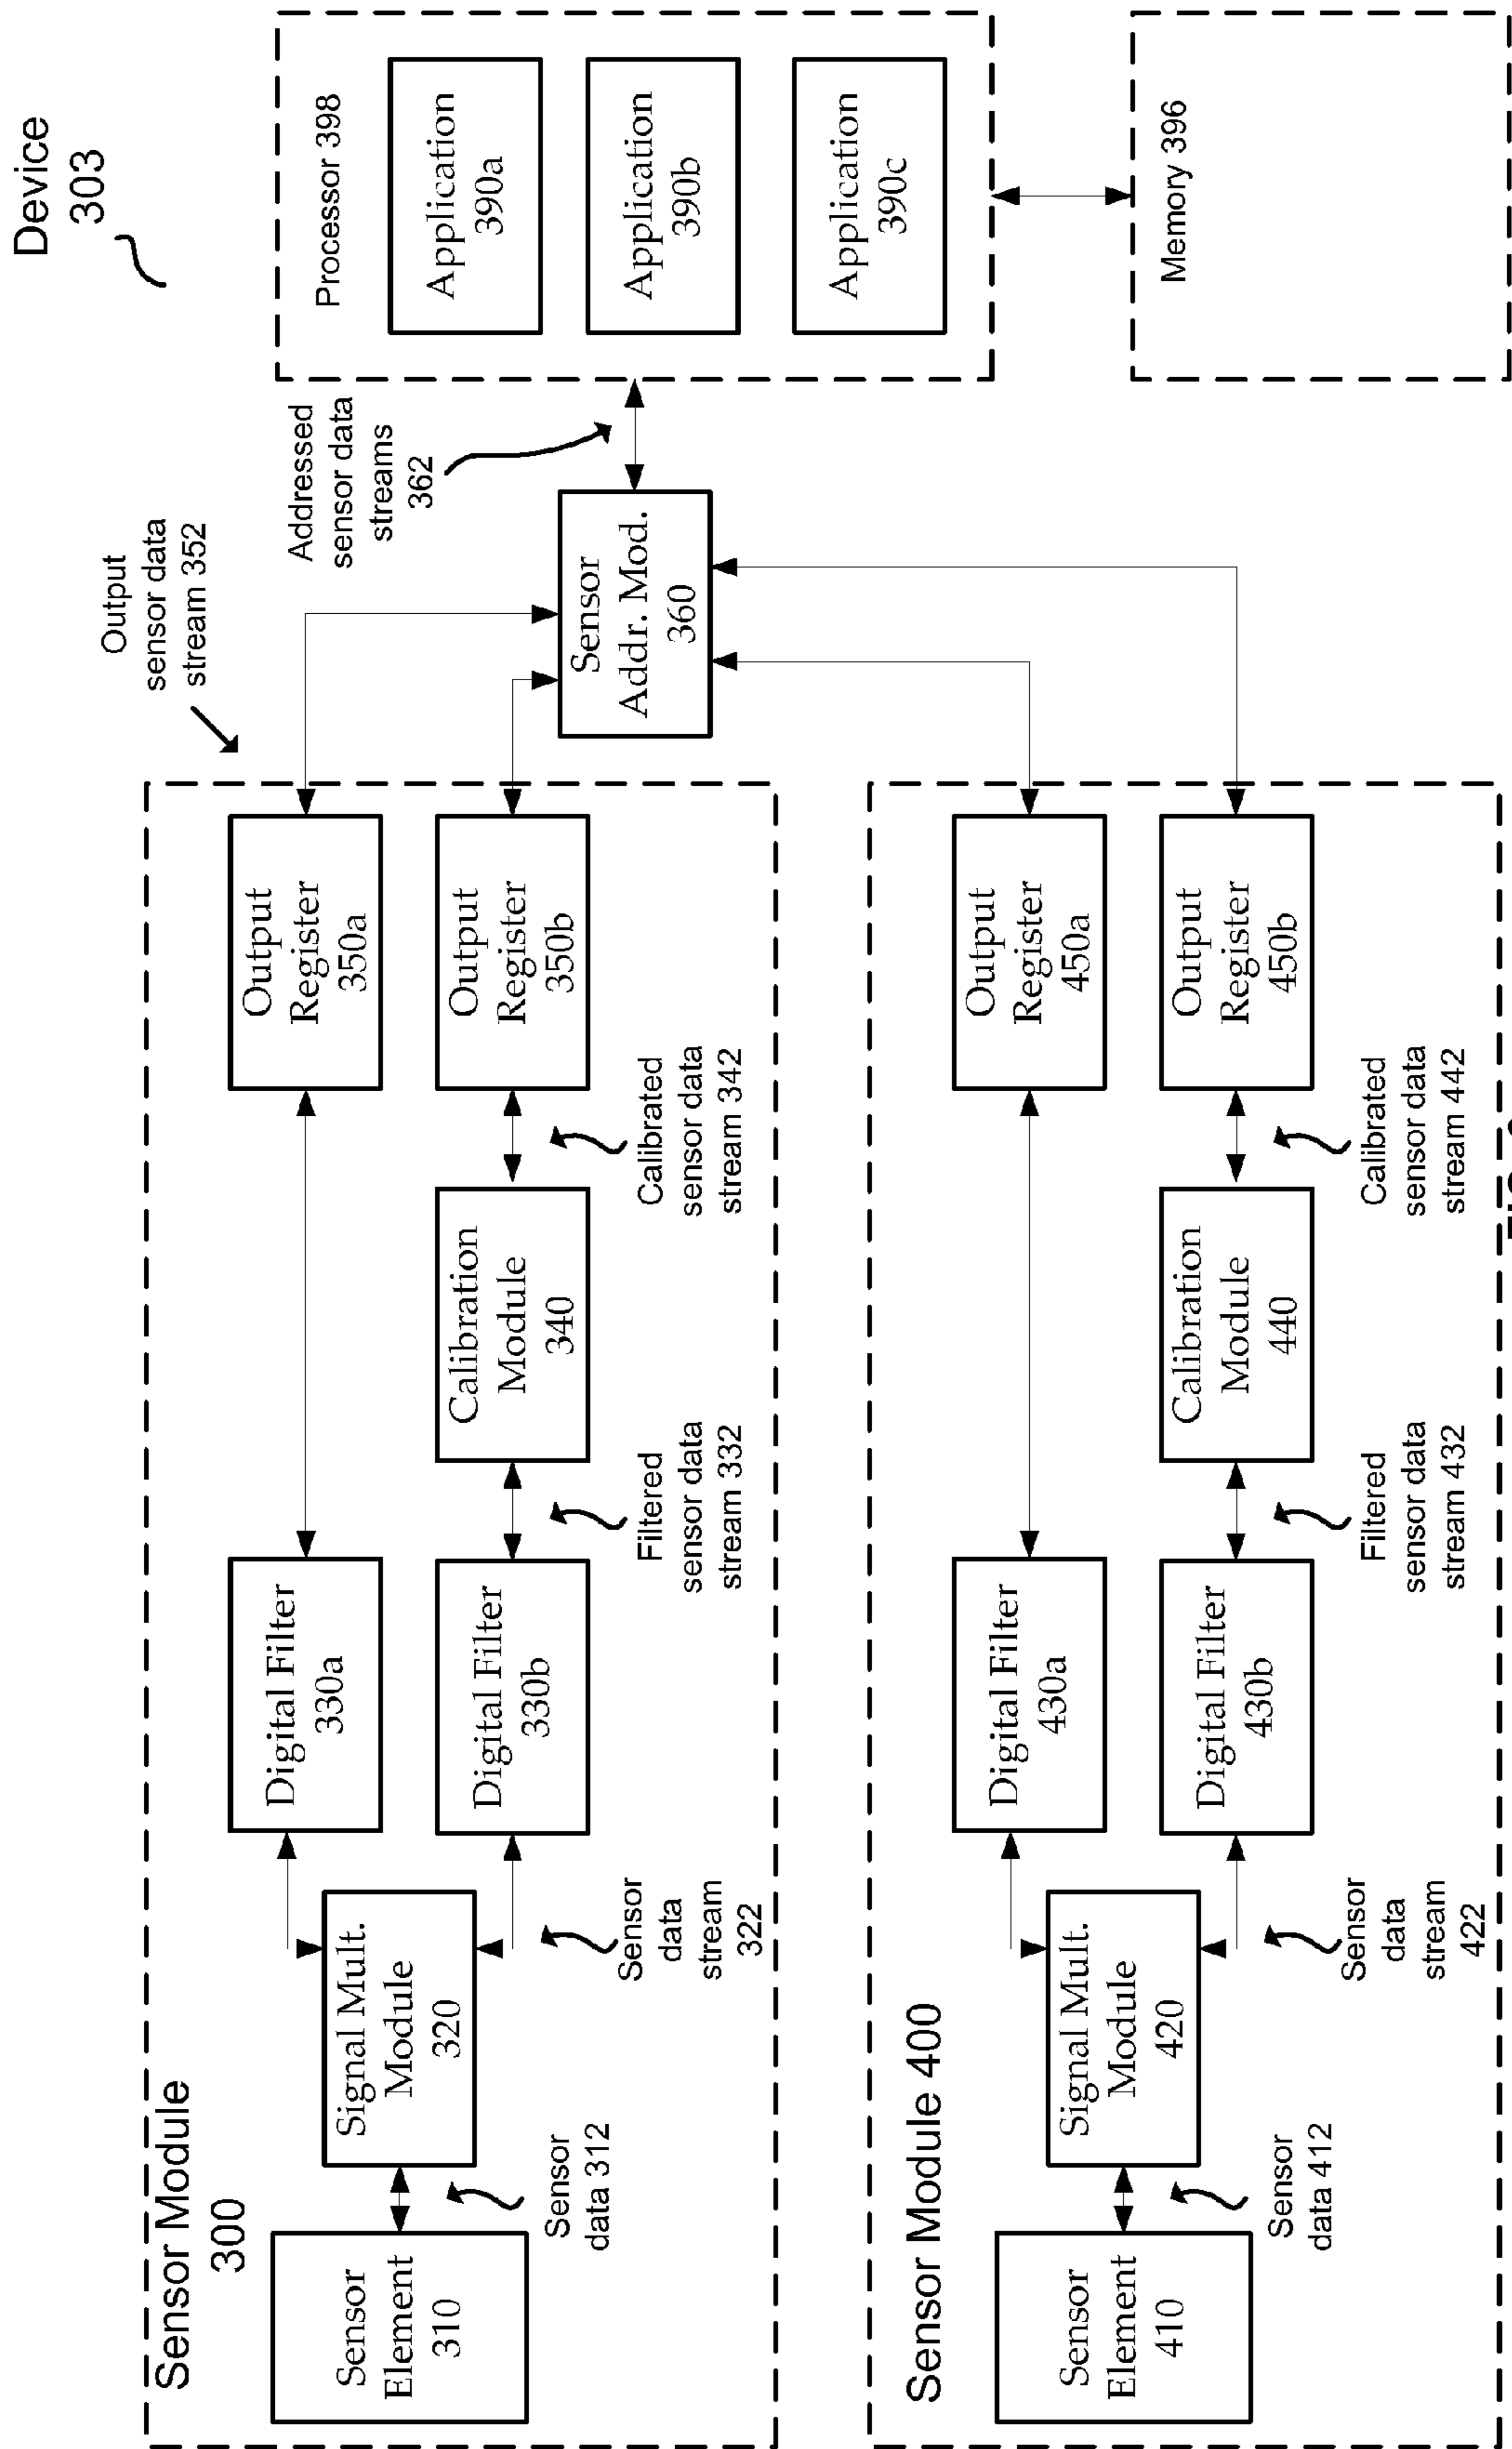 Device
303
Sensor Module
300
Sensor
Element
310
Sensor
data 312
Signal Mult.
Module
320
Sensor
data
stream
322
Digital Filter
330a
Digital Filter
330b
Filtered
sensor data
stream 332
Calibration
Module
340
Calibrated
sensor data
stream 342
Output
Register
350a
Output
Register
350b
Output
sensor data
stream 352
Sensor
Addr. Mod.
360
Addressed
sensor data
streams
362
Processor 398
Application
390a
Application
390b
Application
390c
Memory 396
Sensor Module 400
Sensor
Element
410
Sensor
data 412
Signal Mult.
Module
420
Sensor
data
stream
422
Digital Filter
430a
Digital Filter
430b
Filtered
sensor data
stream 432
Calibration
Module
440
Calibrated
sensor data
stream 442
Output
Register
450a
Output
Register
450b